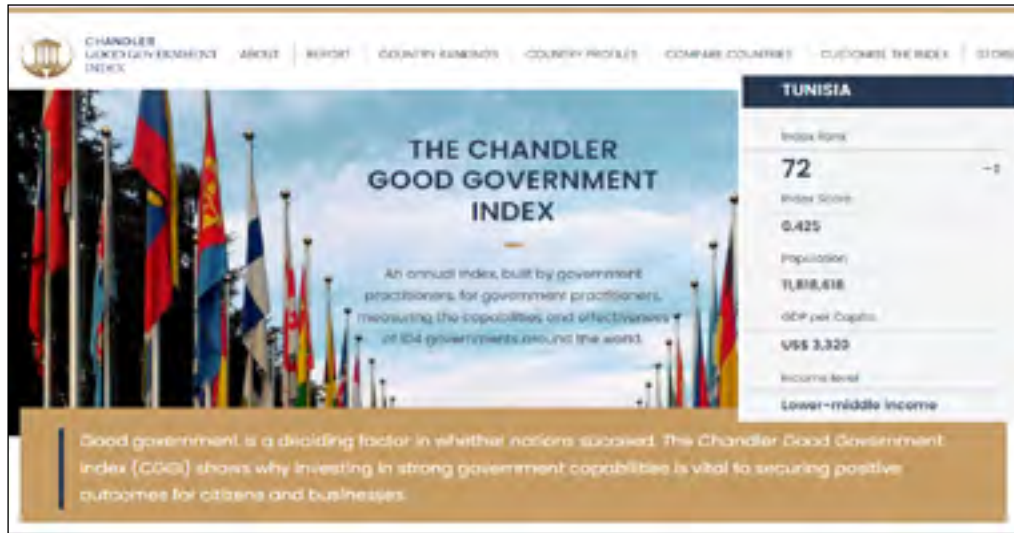 CHANDLER
GOOD GOVERNMENT
INDEX
ABOUT
REPORT
COUNTRY RANKINGS
COUNTRY PROFILES
COMPARE COUNTRIES
CUSTOMISE THE INDEX
TUNISIA
Index Rank
72
Index Score
0.425
Population
11,818,618
GDP per Capita
US$ 3,320
Income level
Lower-middle income
THE CHANDLER
GOOD GOVERNMENT
INDEX
An annual index, built by government
practitioners, for government practitioners,
measuring the capabilities and effectiveness
of 104 governments around the world.
Good government is a deciding factor in whether nations succeed. The Chandler Good Government
Index (CGGI) shows why investing in strong government capabilities is vital to securing positive
outcomes for citizens and businesses.